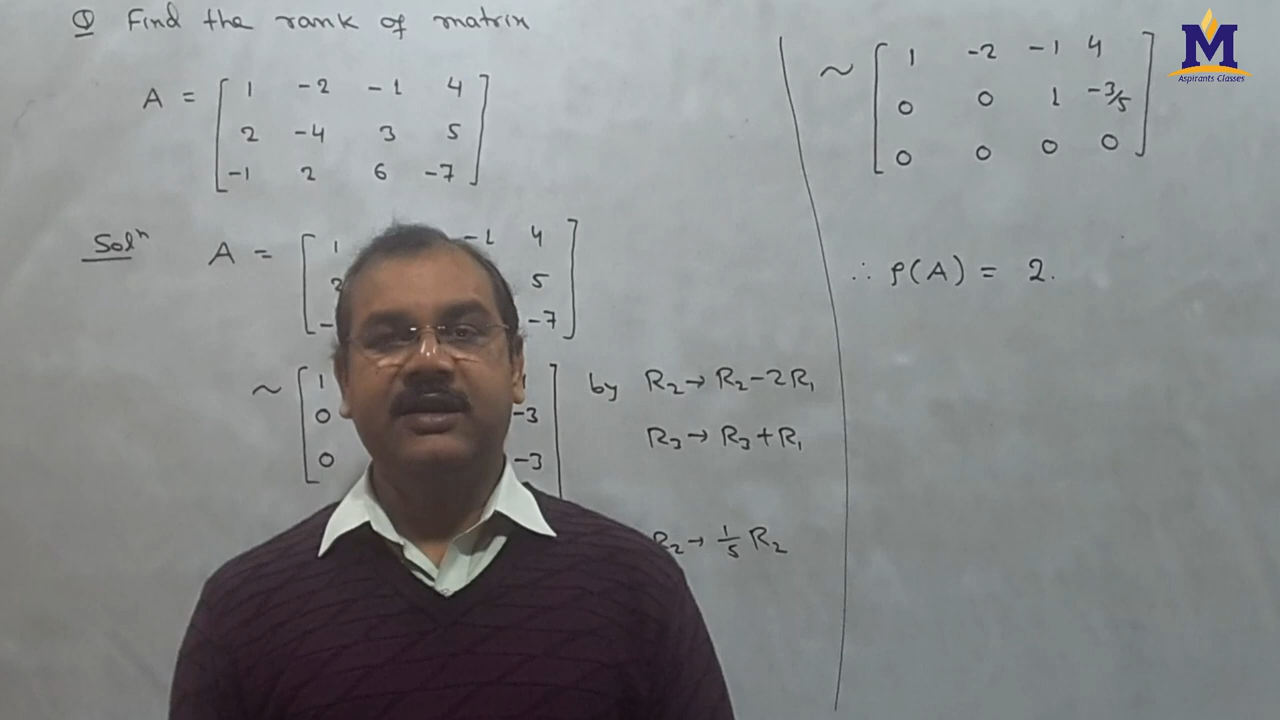 Q Find the rank of matrix
A = [ 1 -2 -1 4
2 -4 3 5
-1 2 6 -7 ]
Solⁿ A = [ 1 -1 4
2 5
- -7 ]
~ [ 1
0 -3
0 -3 ]
by R₂→R₂-2R₁
R₃→R₃+R₁
R₂→ 1/5 R₂
~ [ 1 -2 -1 4
0 0 1 -3/5
0 0 0 0 ]
∴ ρ(A) = 2.
M
Aspirants Classes